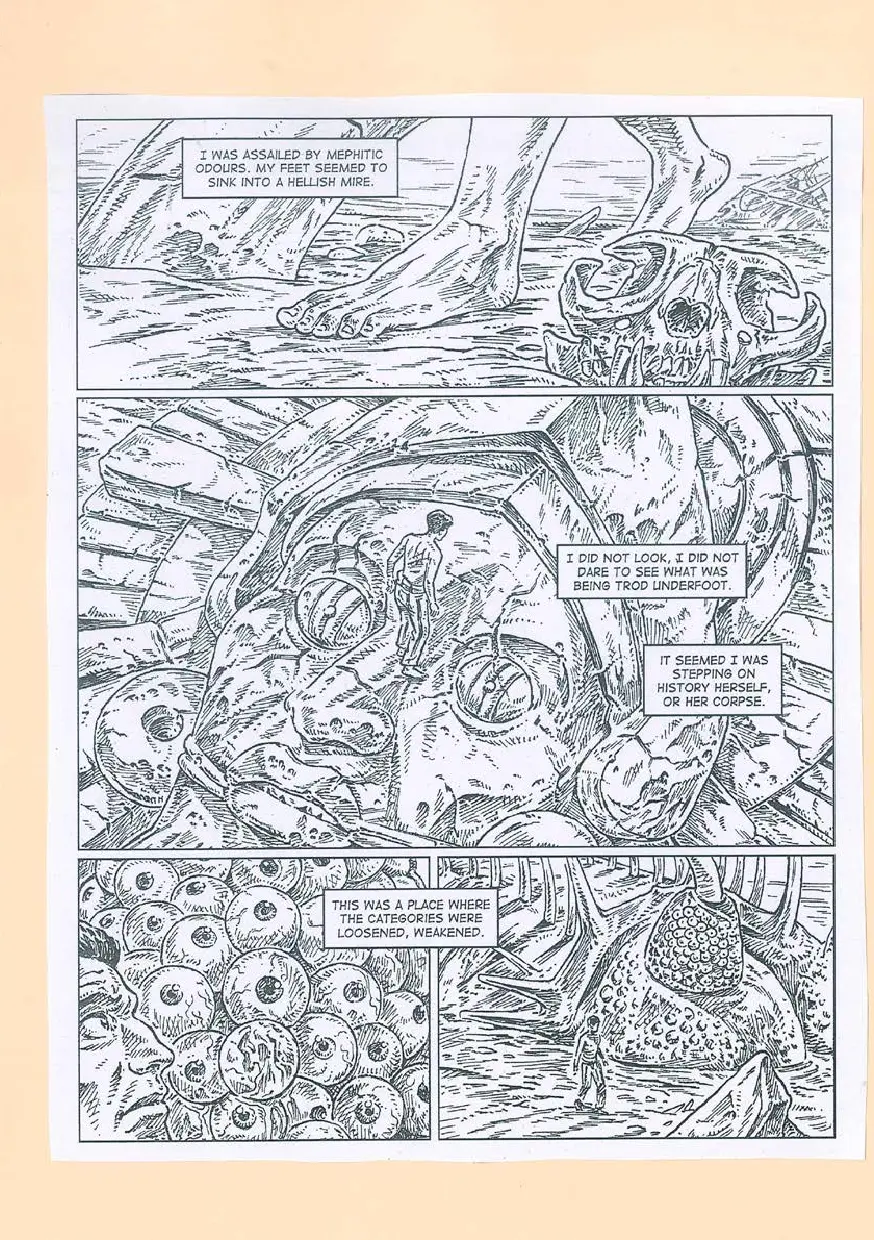 I WAS ASSAILED BY MEPHITIC
ODOURS. MY FEET SEEMED TO
SINK INTO A HELLISH MIRE.
I DID NOT LOOK, I DID NOT
DARE TO SEE WHAT WAS
BEING TROD UNDERFOOT.
IT SEEMED I WAS
STEPPING ON
HISTORY HERSELF,
OR HER CORPSE.
THIS WAS A PLACE WHERE
THE CATEGORIES WERE
LOOSENED, WEAKENED.